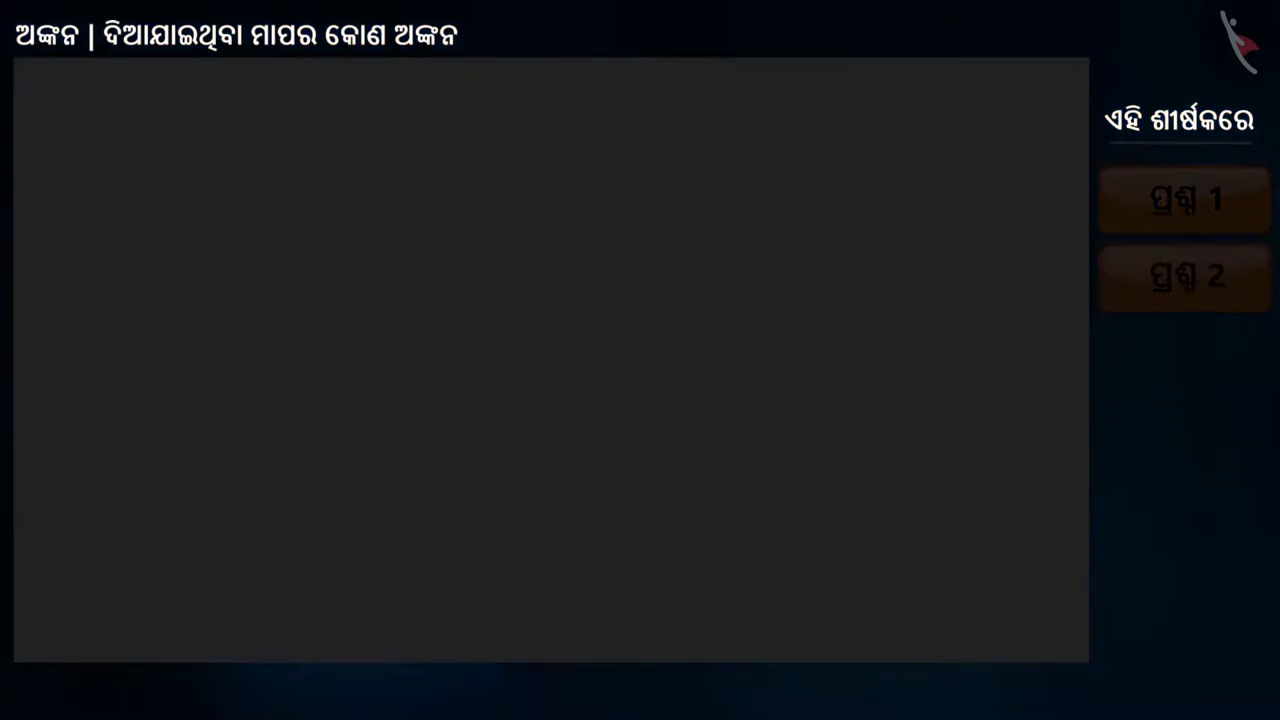 ଅଙ୍କନ | ଦିଆଯାଇଥିବା ମାପର କୋଣ ଅଙ୍କନ
ଏହି ଶୀର୍ଷକରେ
ପ୍ରଶ୍ନ 1
ପ୍ରଶ୍ନ 2